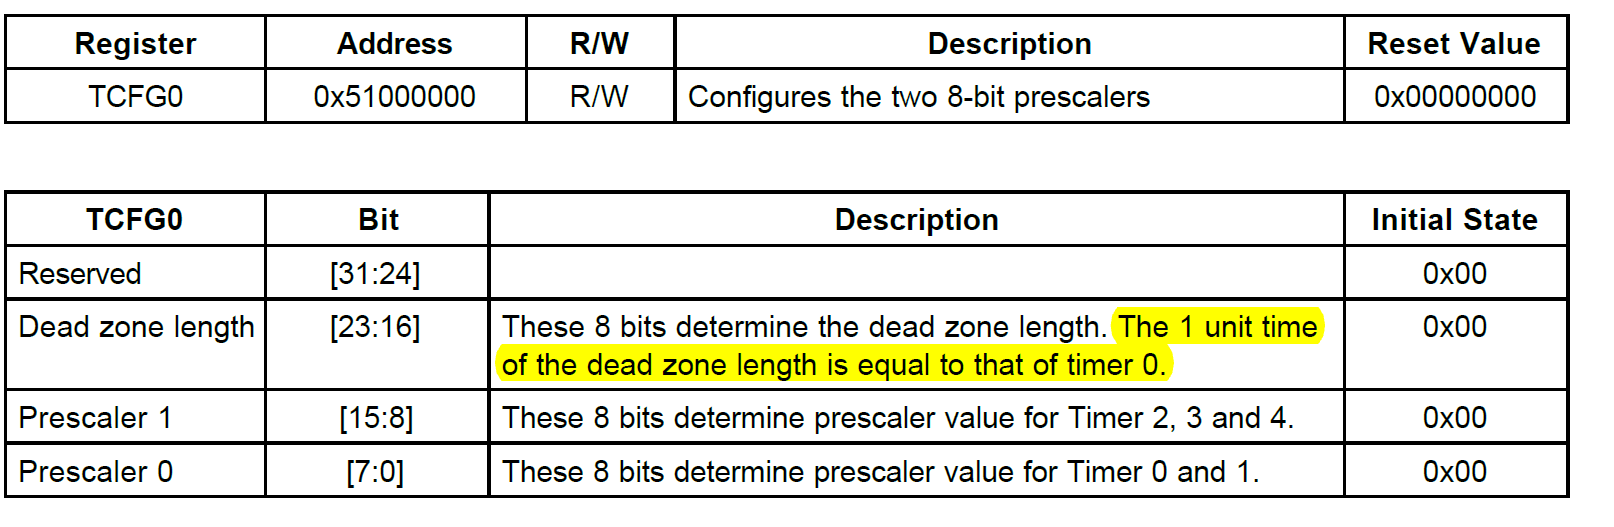 Register Address R/W Description Reset Value
TCFG0 0x51000000 R/W Configures the two 8-bit prescalers 0x00000000
TCFG0 Bit Description Initial State
Reserved [31:24] 0x00
Dead zone length [23:16] These 8 bits determine the dead zone length. The 1 unit time 0x00
of the dead zone length is equal to that of timer 0.
Prescaler 1 [15:8] These 8 bits determine prescaler value for Timer 2, 3 and 4. 0x00
Prescaler 0 [7:0] These 8 bits determine prescaler value for Timer 0 and 1. 0x00